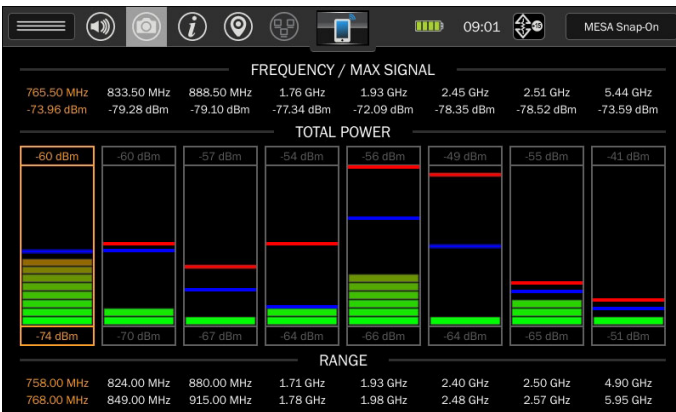 09:01
MESA Snap-On
FREQUENCY / MAX SIGNAL
765.50 MHz 833.50 MHz 888.50 MHz 1.76 GHz 1.93 GHz 2.45 GHz 2.51 GHz 5.44 GHz
-73.96 dBm -79.28 dBm -79.10 dBm -77.34 dBm -72.09 dBm -78.35 dBm -78.52 dBm -73.59 dBm
TOTAL POWER
-60 dBm -60 dBm -57 dBm -54 dBm -56 dBm -49 dBm -55 dBm -41 dBm
-74 dBm -70 dBm -67 dBm -64 dBm -66 dBm -64 dBm -65 dBm -51 dBm
RANGE
758.00 MHz 824.00 MHz 880.00 MHz 1.71 GHz 1.93 GHz 2.40 GHz 2.50 GHz 4.90 GHz
768.00 MHz 849.00 MHz 915.00 MHz 1.78 GHz 1.98 GHz 2.48 GHz 2.57 GHz 5.95 GHz